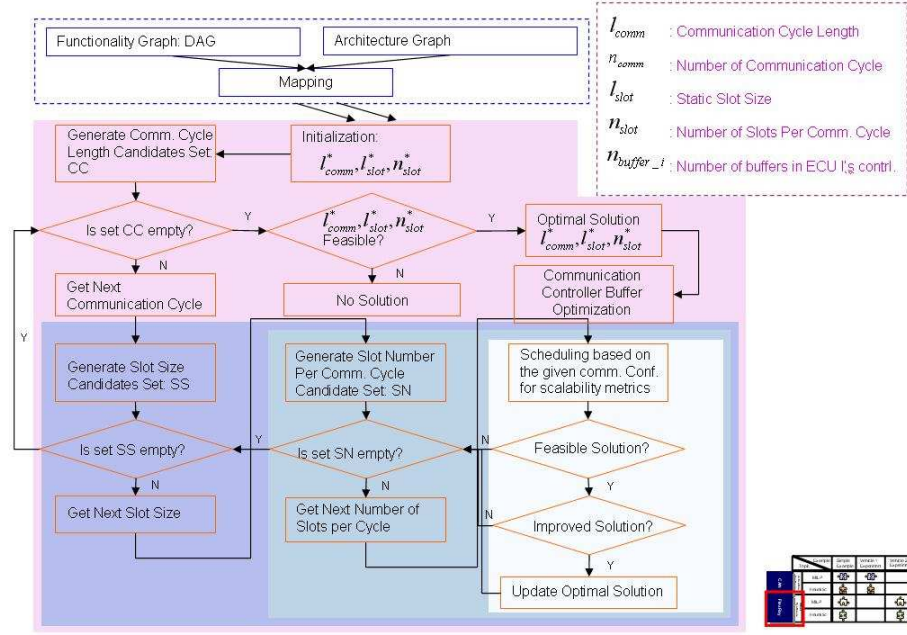 Functionality Graph: DAG
Architecture Graph
Mapping
l_comm : Communication Cycle Length
n_comm : Number of Communication Cycle
l_slot : Static Slot Size
n_slot : Number of Slots Per Comm. Cycle
n_buffer_i : Number of buffers in ECU I's contrl.
Generate Comm. Cycle
Length Candidates Set:
CC
Initialization:
l*_comm, l*_slot, n*_slot
Is set CC empty?
Y
l*_comm, l*_slot, n*_slot
Feasible?
Y
Optimal Solution
l*_comm, l*_slot, n*_slot
N
N
Get Next
Communication Cycle
No Solution
Communication
Controller Buffer
Optimization
Y
Generate Slot Size
Candidates Set: SS
Generate Slot Number
Per Comm. Cycle
Candidate Set: SN
Scheduling based on
the given comm. Conf.
for scalability metrics
Is set SS empty?
Y
Is set SN empty?
N
Feasible Solution?
N
N
Y
Get Next Slot Size
Get Next Number of
Slots per Cycle
N
Improved Solution?
Y
Update Optimal Solution